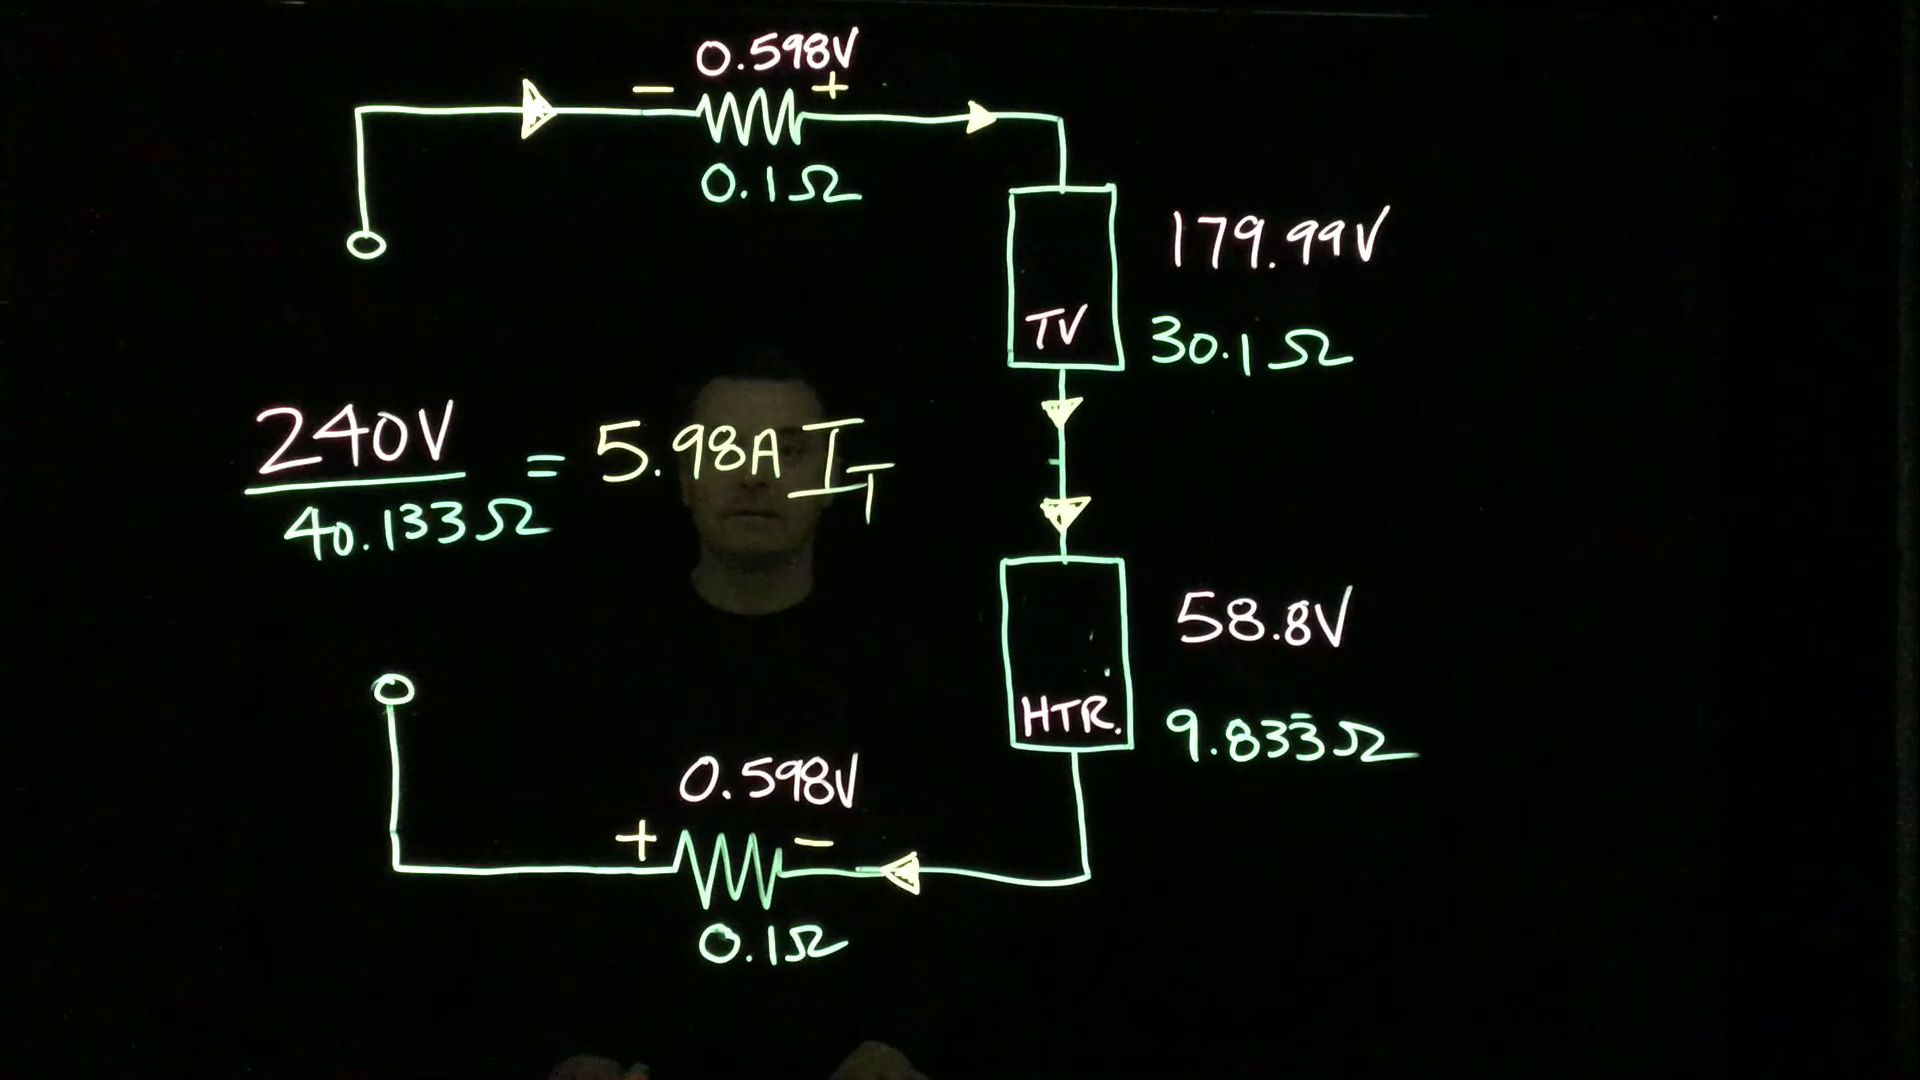 0.598V
− +
0.1Ω
179.99V
TV
30.1Ω
240V
40.133Ω
= 5.98A I_T
58.8V
HTR.
9.833Ω
0.598V
+ −
0.1Ω